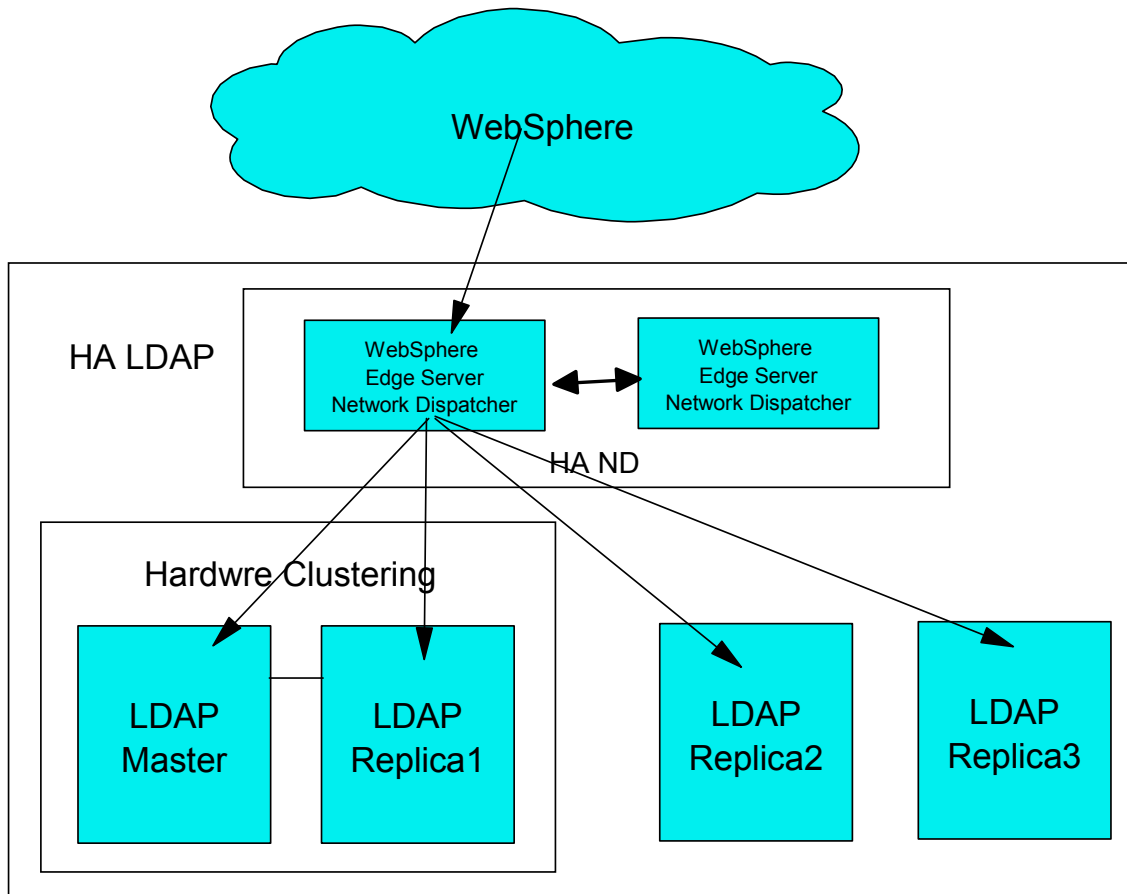 WebSphere
HA LDAP
WebSphere
Edge Server
Network Dispatcher
WebSphere
Edge Server
Network Dispatcher
HA ND
Hardwre Clustering
LDAP
Master
LDAP
Replica1
LDAP
Replica2
LDAP
Replica3